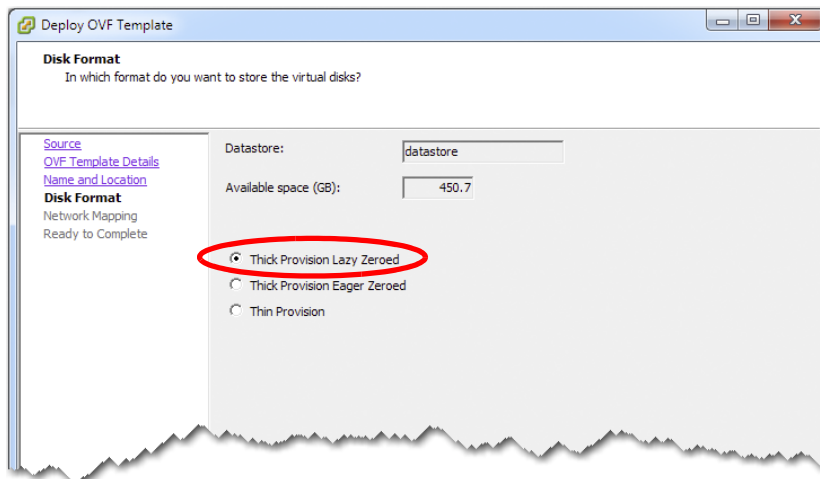 Deploy OVF Template
Disk Format
In which format do you want to store the virtual disks?
Source
OVF Template Details
Name and Location
Disk Format
Network Mapping
Ready to Complete
Datastore: datastore
Available space (GB): 450.7
Thick Provision Lazy Zeroed
Thick Provision Eager Zeroed
Thin Provision